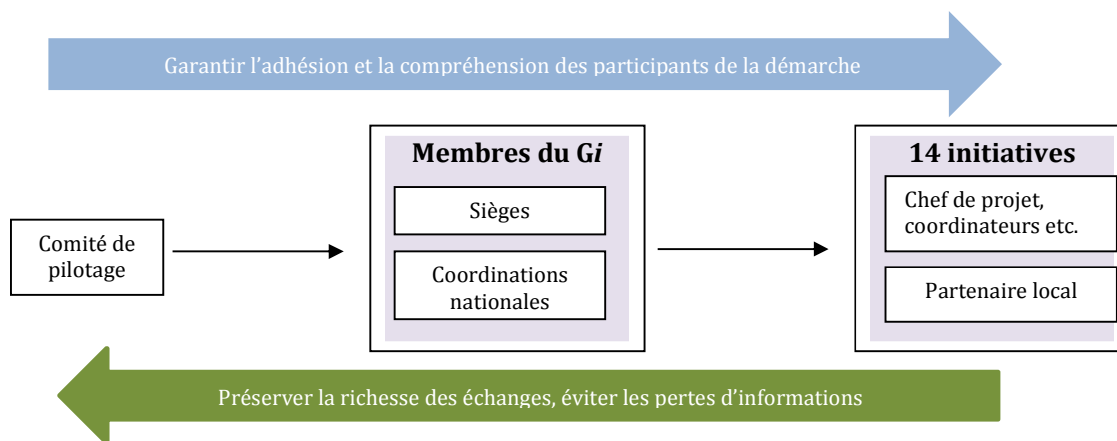 Garantir l’adhésion et la compréhension des participants de la démarche
Comité de
pilotage
Membres du Gi
Sièges
Coordinations
nationales
14 initiatives
Chef de projet,
coordinateurs etc.
Partenaire local
Préserver la richesse des échanges, éviter les pertes d’informations